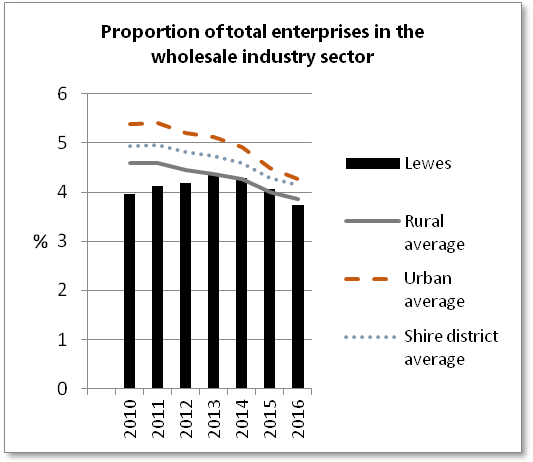 Proportion of total enterprises in the
wholesale industry sector
6
5
4
3
2
1
0
%
2010
2011
2012
2013
2014
2015
2016
Lewes
Rural
average
Urban
average
Shire district
average